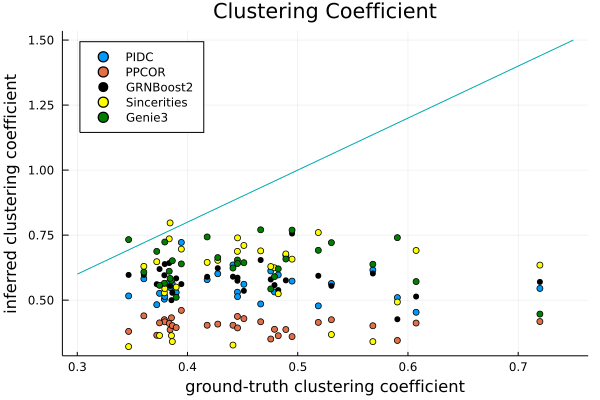 Clustering Coefficient
inferred clustering coefficient
1.50
1.25
1.00
0.75
0.50
PIDC
PPCOR
GRNBoost2
Sincerities
Genie3
0.3 0.4 0.5 0.6 0.7
ground-truth clustering coefficient